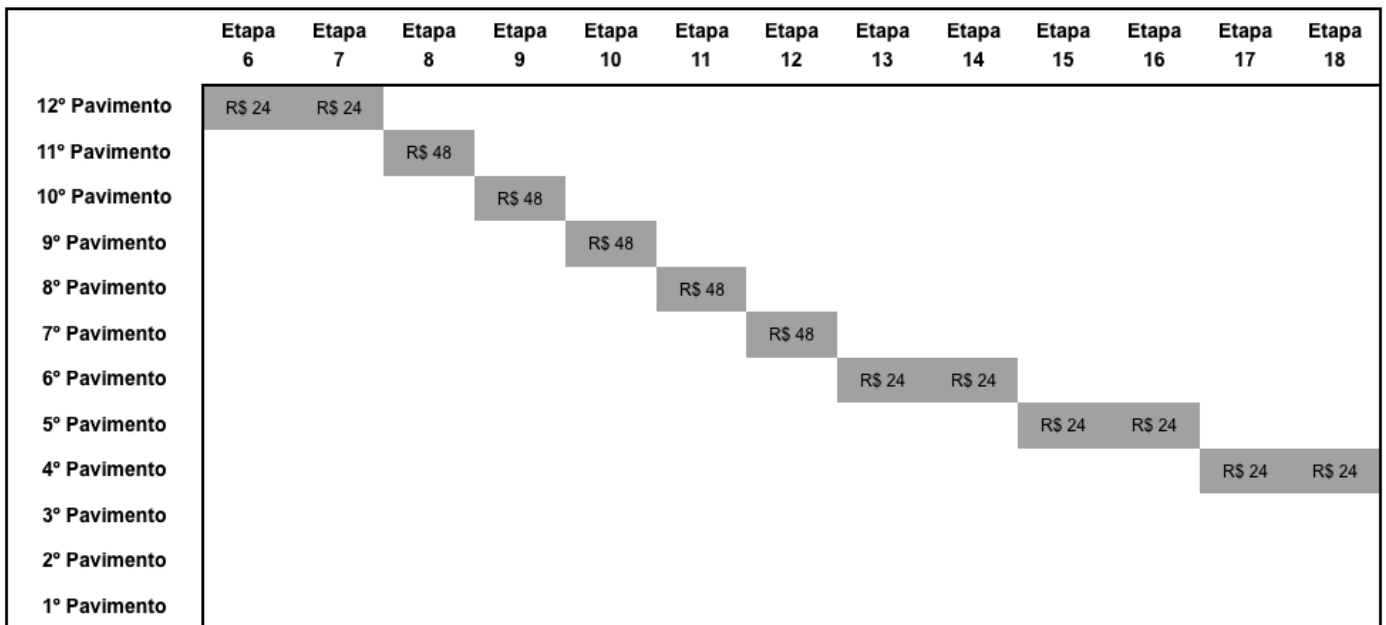 Etapa 6 Etapa 7 Etapa 8 Etapa 9 Etapa 10 Etapa 11 Etapa 12 Etapa 13 Etapa 14 Etapa 15 Etapa 16 Etapa 17 Etapa 18
12º Pavimento R$ 24 R$ 24
11º Pavimento R$ 48
10º Pavimento R$ 48
9º Pavimento R$ 48
8º Pavimento R$ 48
7º Pavimento R$ 48
6º Pavimento R$ 24 R$ 24
5º Pavimento R$ 24 R$ 24
4º Pavimento R$ 24 R$ 24
3º Pavimento
2º Pavimento
1º Pavimento